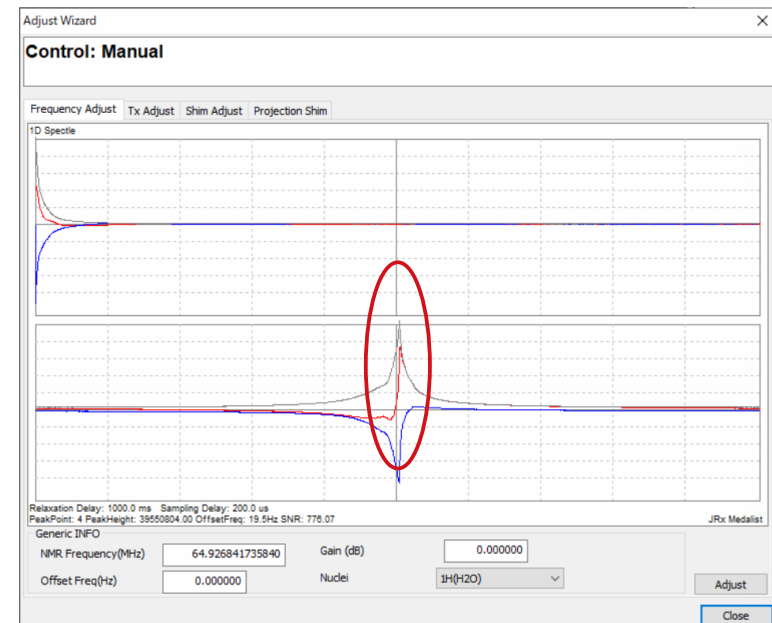 Adjust Wizard
Control: Manual
Frequency Adjust Tx Adjust Shim Adjust Projection Shim
1D Spectle
Relaxation Delay: 1000.0 ms Sampling Delay: 200.0 us
PeakPoint: 4 PeakHeight: 39550804.00 OffsetFreq: 19.5Hz SNR: 776.07 JRx Medalist
Generic INFO
NMR Frequency(MHz) 64.926841735840 Gain (dB) 0.000000
Offset Freq(Hz) 0.000000 Nuclei 1H(H2O)
Adjust
Close